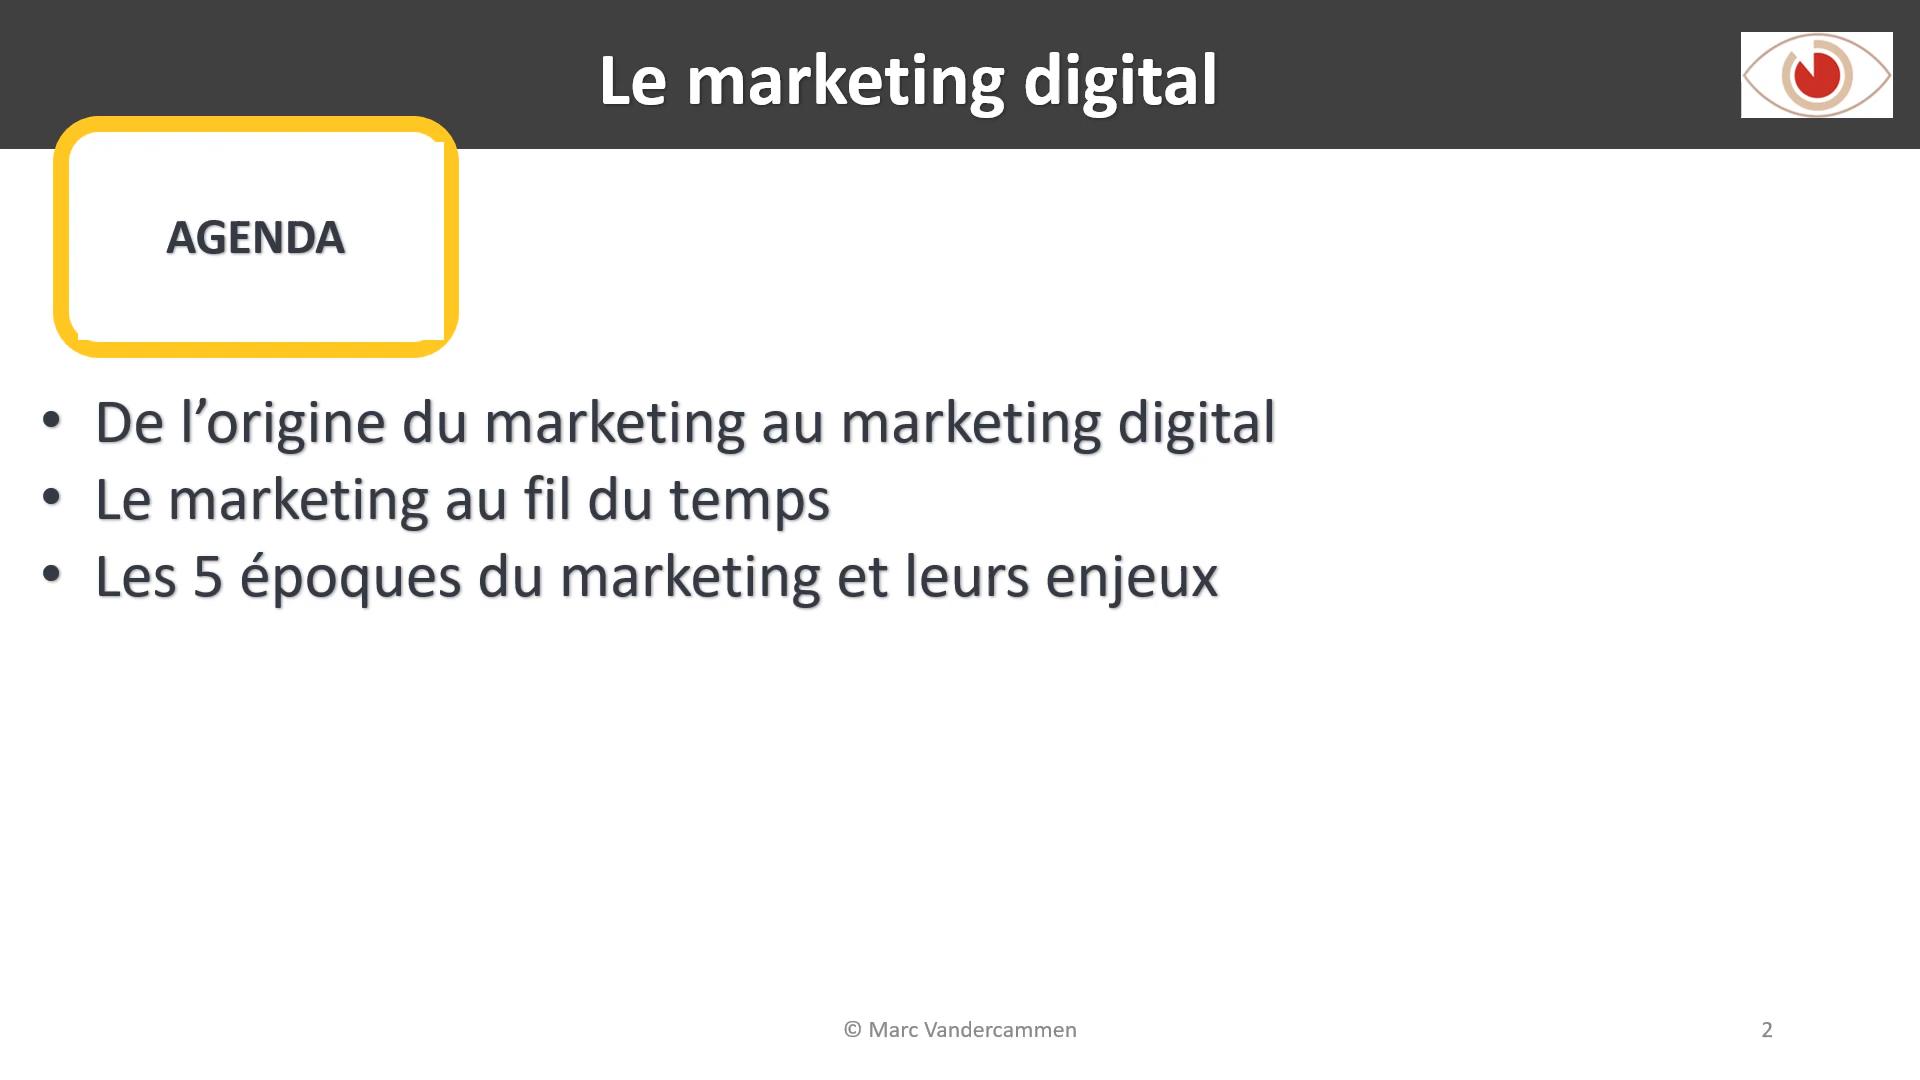 Le marketing digital
AGENDA
• De l’origine du marketing au marketing digital
• Le marketing au fil du temps
• Les 5 époques du marketing et leurs enjeux
© Marc Vandercammen
2